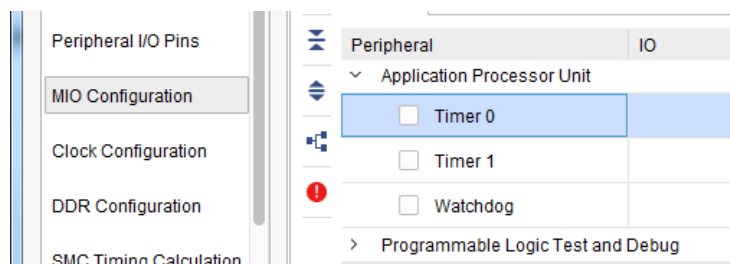 Peripheral I/O Pins
MIO Configuration
Clock Configuration
DDR Configuration
SMC Timing Calculation
Peripheral IO
Application Processor Unit
Timer 0
Timer 1
Watchdog
Programmable Logic Test and Debug